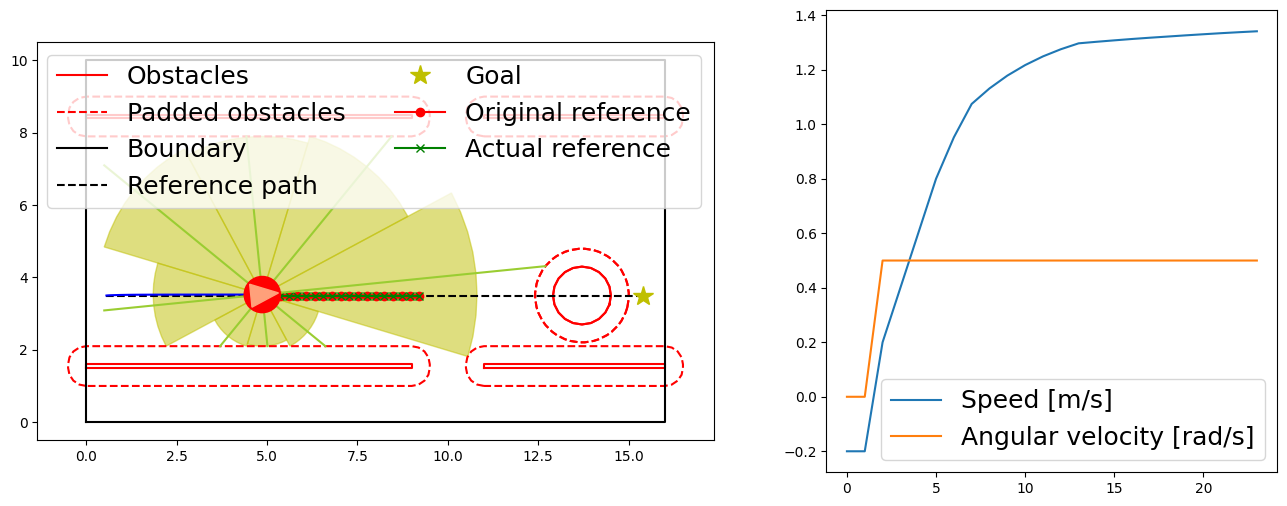 Obstacles
Padded obstacles
Boundary
Reference path
Goal
Original reference
Actual reference
10
8
6
4
2
0
0.0 2.5 5.0 7.5 10.0 12.5 15.0
1.4
1.2
1.0
0.8
0.6
0.4
0.2
0.0
−0.2
Speed [m/s]
Angular velocity [rad/s]
0 5 10 15 20